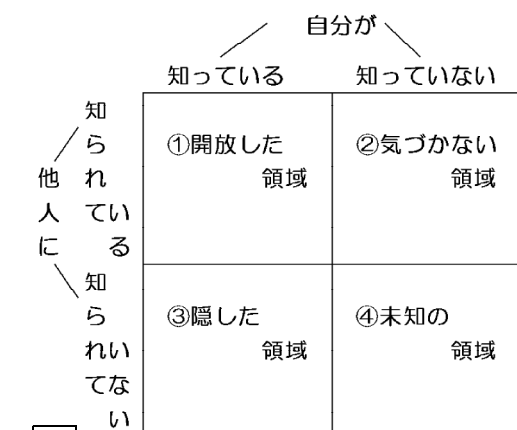 自分が
知っている
知っていない
他人に
知られている
①開放した
領域
②気づかない
領域
知られていない
③隠した
領域
④未知の
領域